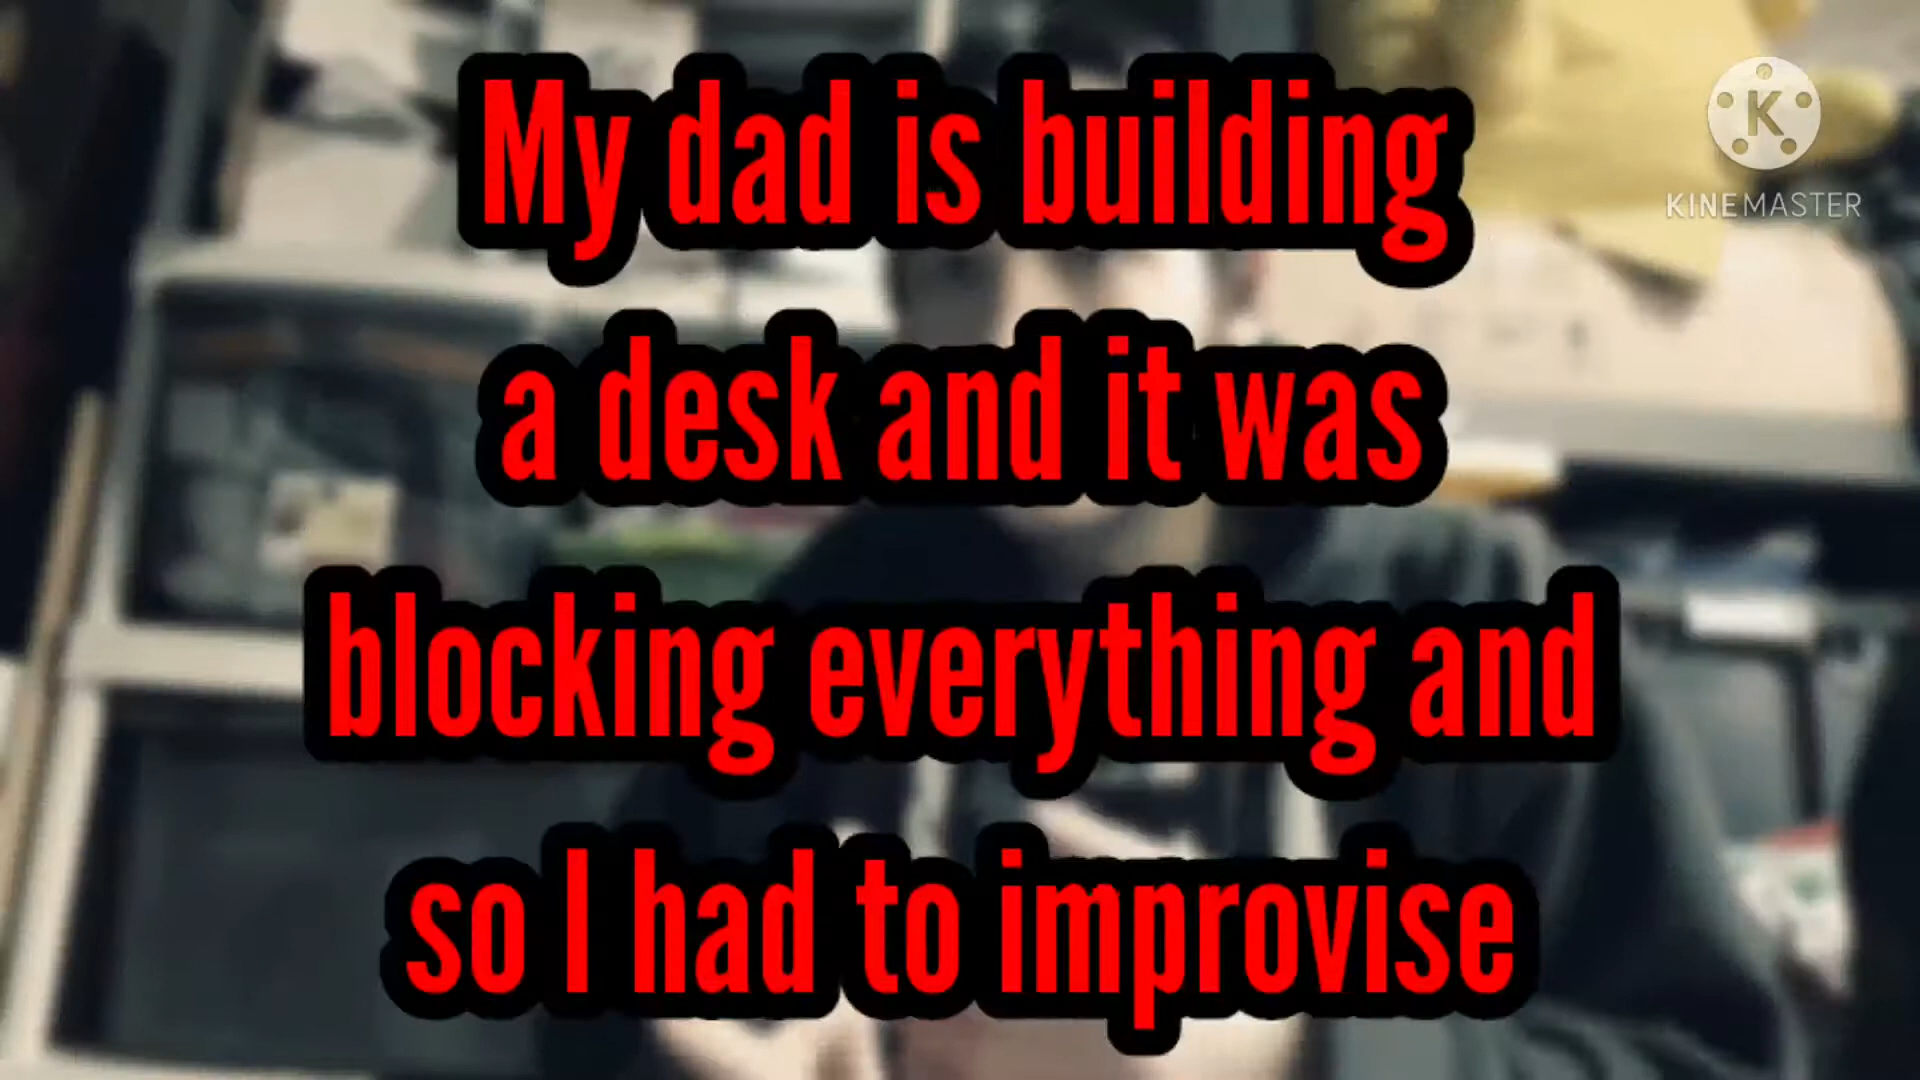 My dad is building
K
KINEMASTER
a desk and it was
blocking everything and
so I had to improvise